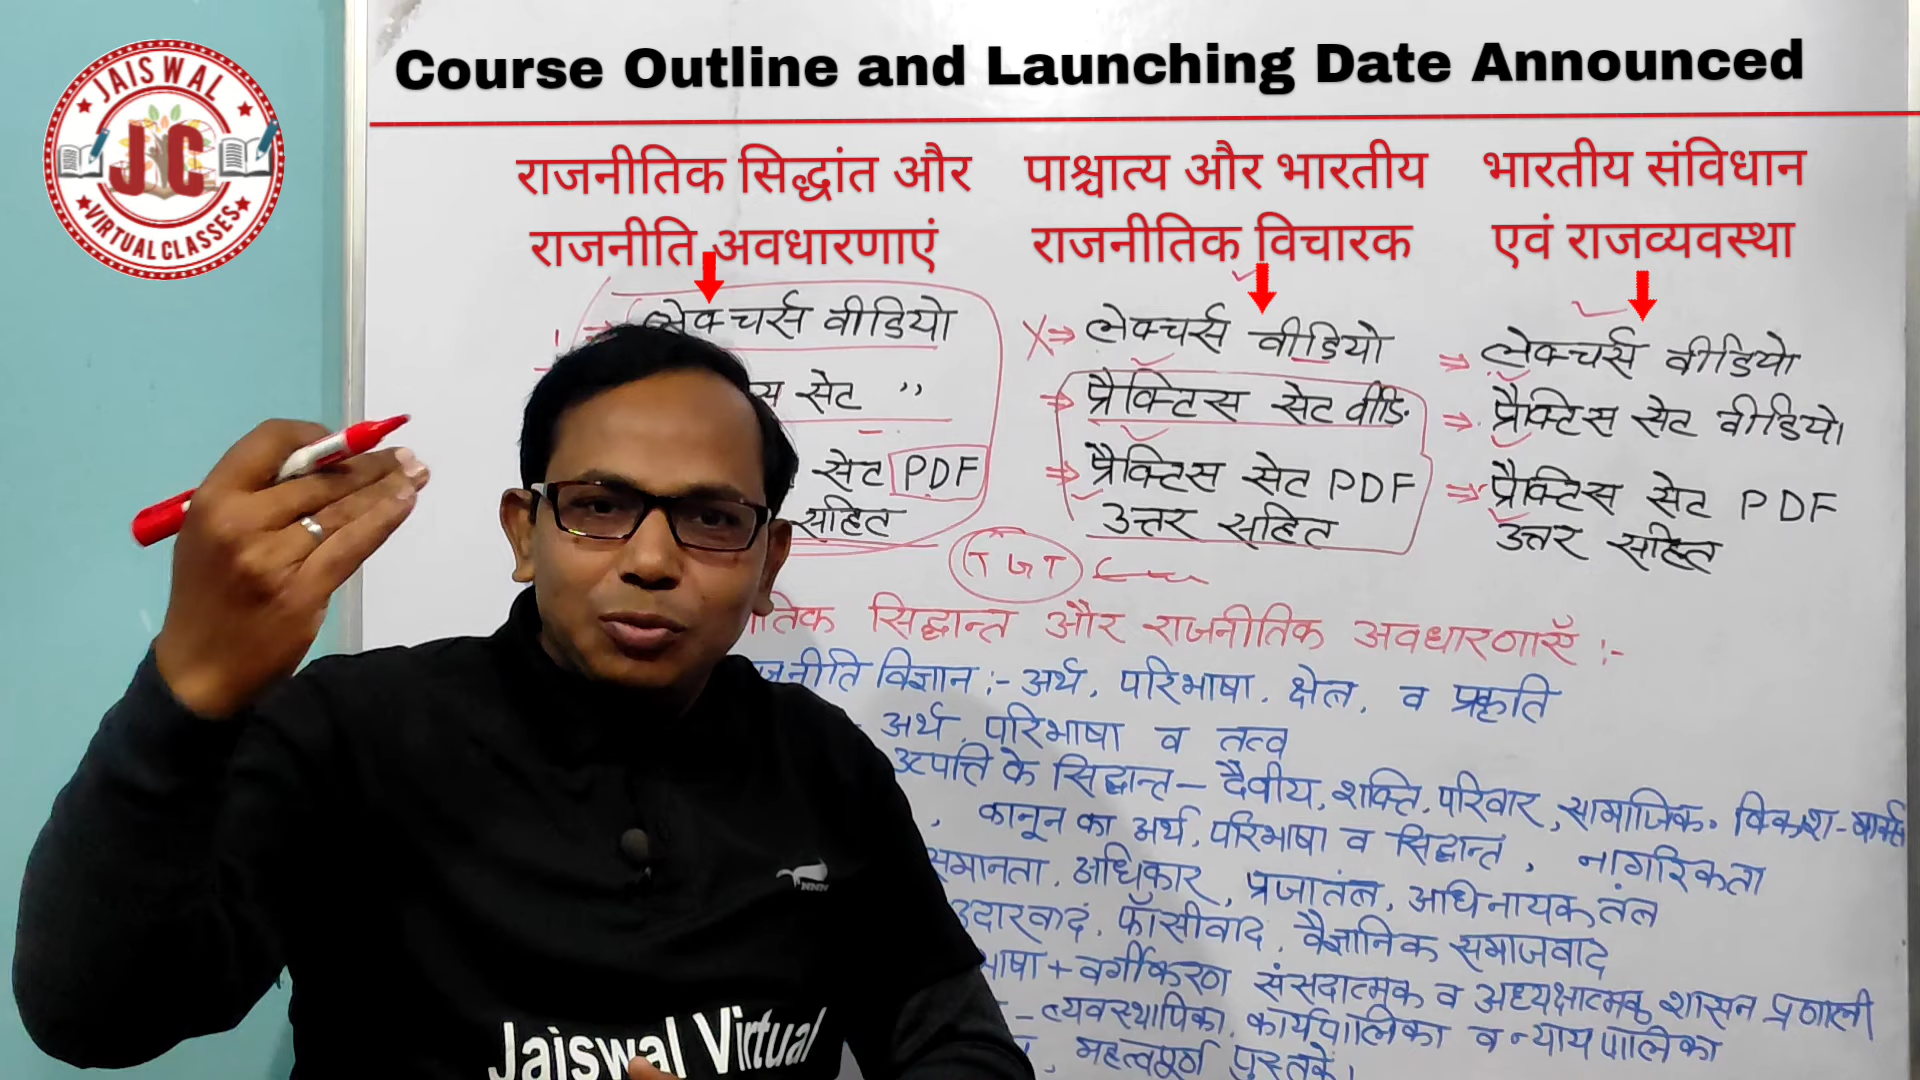 JAISWAL
JC
VIRTUAL CLASSES
Course Outline and Launching Date Announced
राजनीतिक सिद्धांत और
राजनीति अवधारणाएं
पाश्चात्य और भारतीय
राजनीतिक विचारक
भारतीय संविधान
एवं राजव्यवस्था
लेक्चर्स वीडियो
सेट ,,
सेट PDF
सहित
लेक्चर्स वीडियो
प्रैक्टिस सेट वीडि
प्रैक्टिस सेट PDF
उत्तर सहित
लेक्चर्स वीडियो
प्रैक्टिस सेट वीडियो
प्रैक्टिस सेट PDF
उत्तर सहित
TGT
तिक सिद्धान्त और राजनीतिक अवधारणाएँ :-
जनीति विज्ञान :- अर्थ, परिभाषा, क्षेत्र, व प्रकृति
- अर्थ, परिभाषा व तत्व
उत्पत्ति के सिद्धान्त – दैवीय, शक्ति, परिवार, सामाजिक, विकाश-
, कानून का अर्थ, परिभाषा व सिद्धान्त, नागरिकता
समानता, अधिकार, प्रजातंत्र, अधिनायकतंत्र
उदारवाद, फाँसीवाद, वैज्ञानिक समाजवाद
भाषा + वर्गीकरण संसदात्मक व अध्यक्षात्मक शासन प्रणाली
- व्यवस्थापिका, कार्यपालिका व न्यायपालिका
, महत्वपूर्ण पुस्तकें।
Jaiswal Virtual